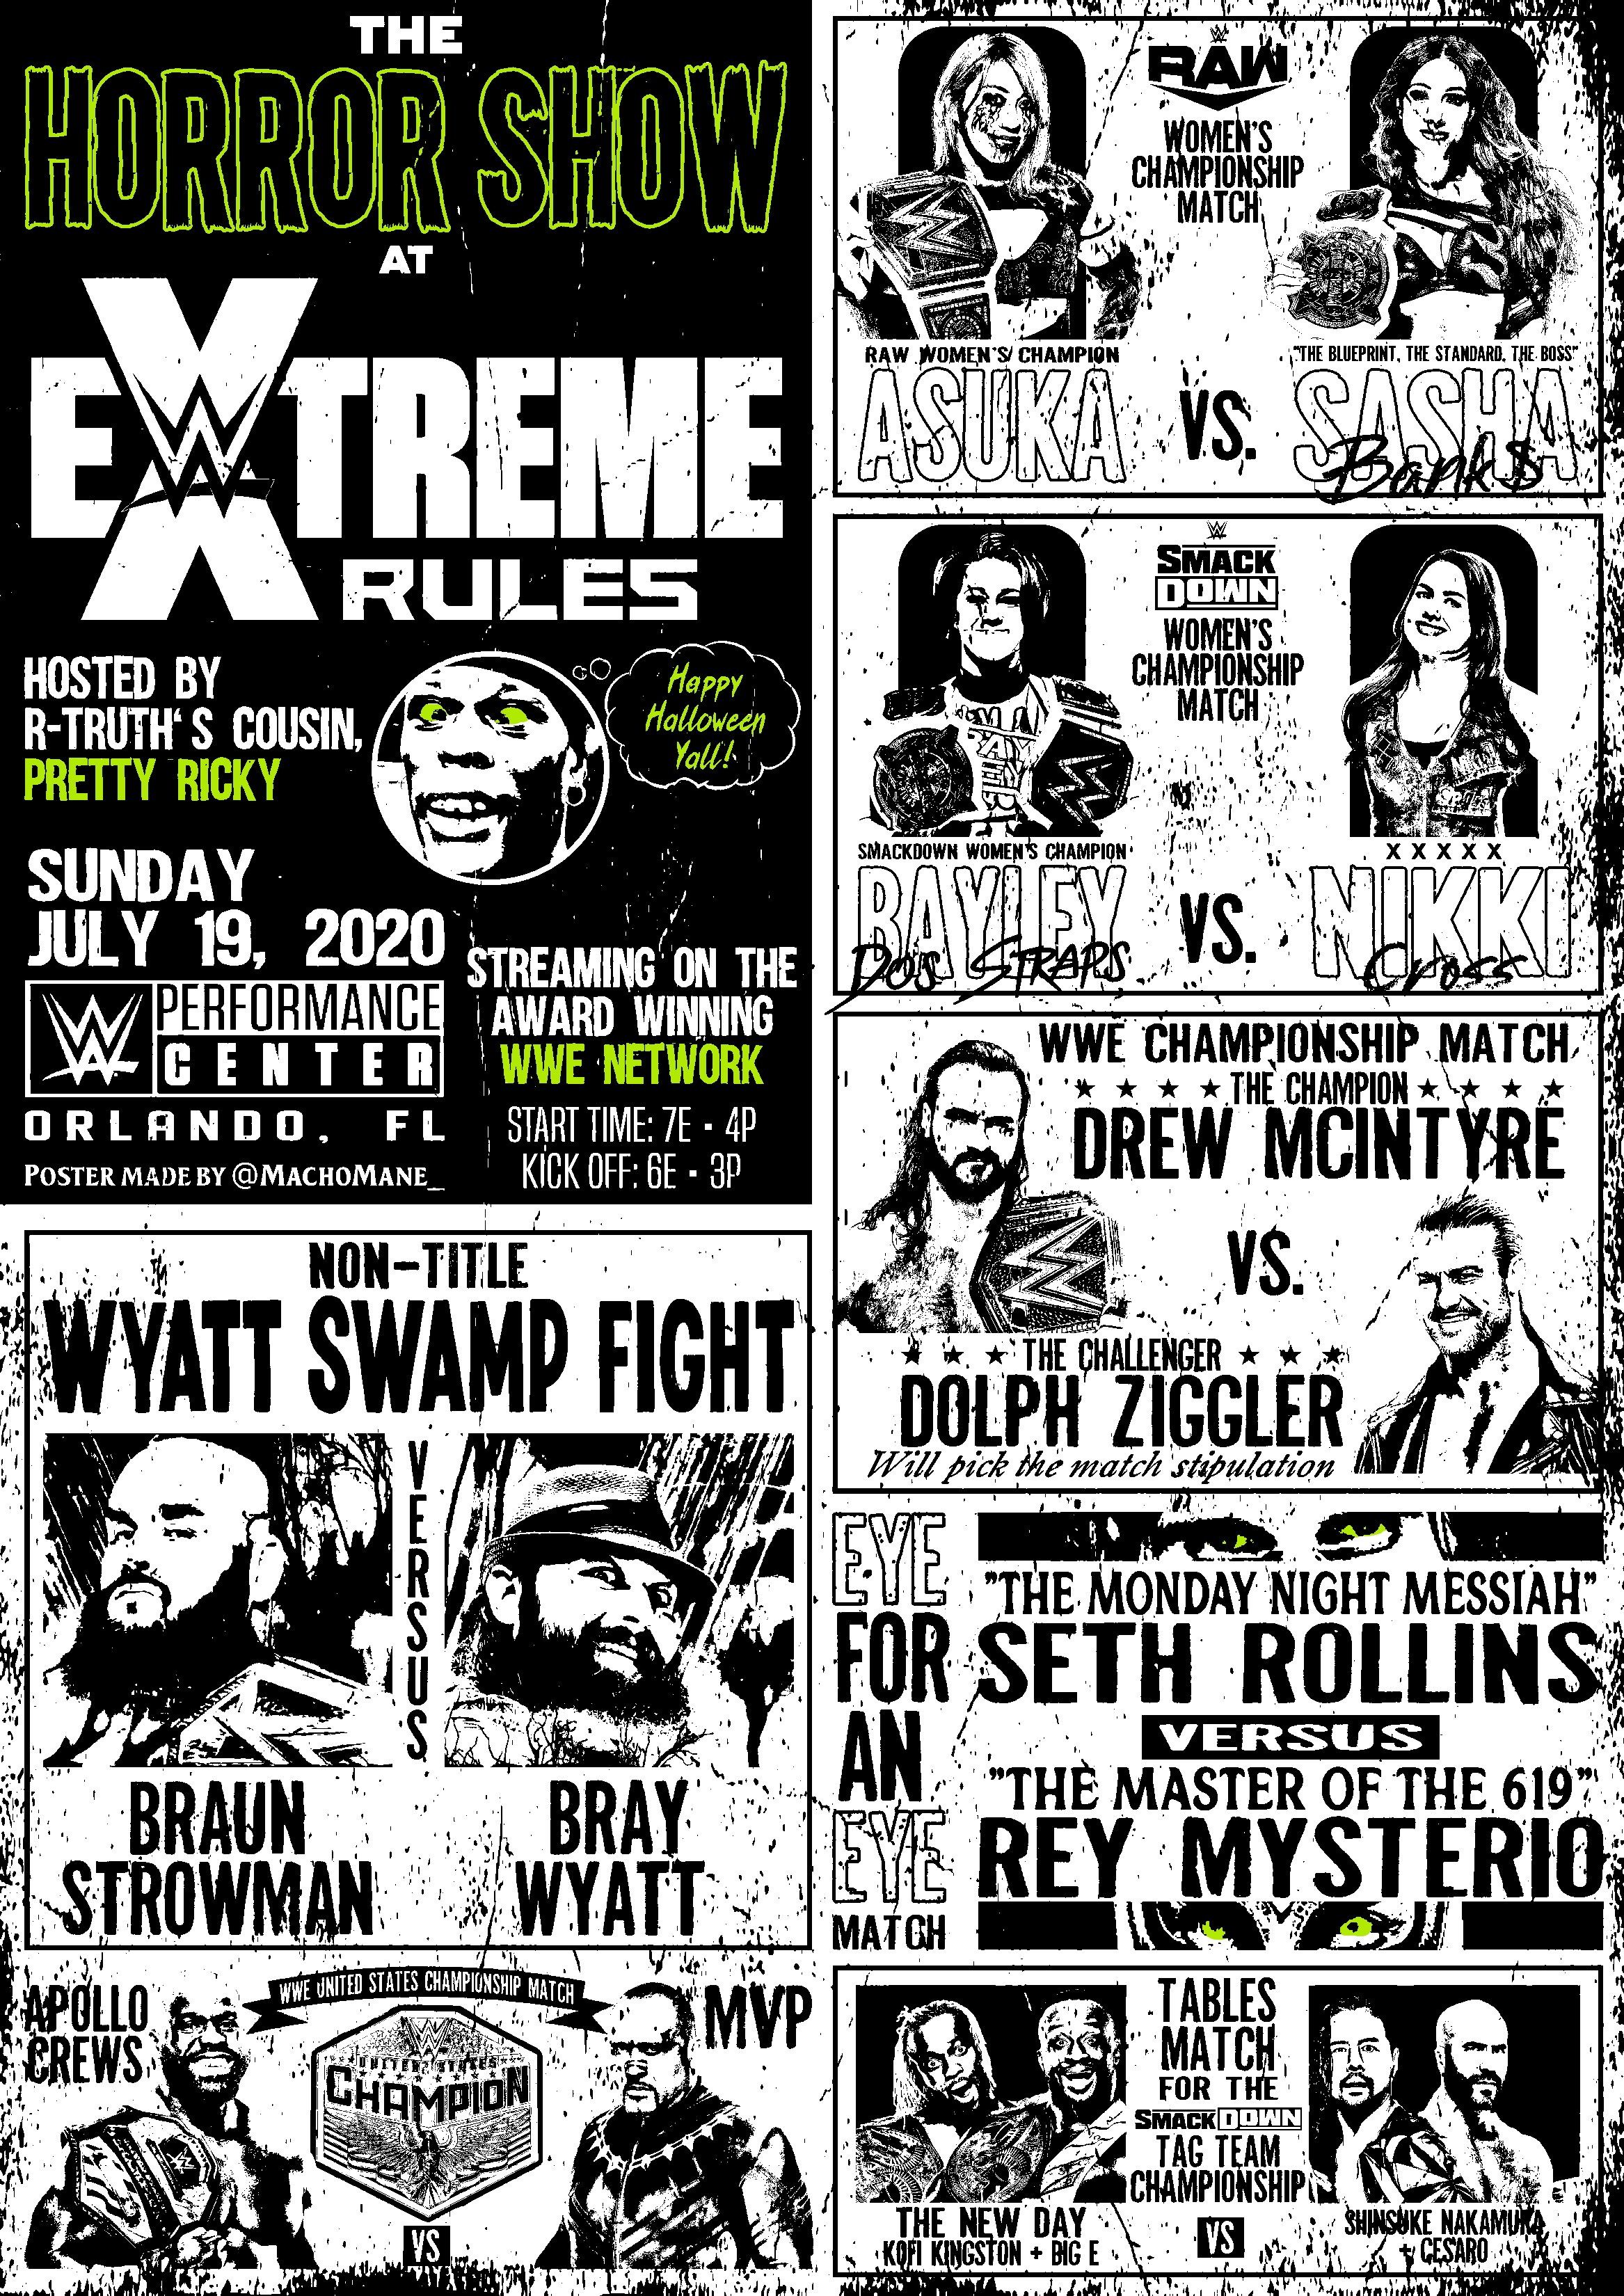 THE
HORROR SHOW
AT
EXTREME
RULES
HOSTED BY
R-TRUTH'S COUSIN,
PRETTY RICKY
Happy
Halloween
Yall!
SUNDAY
JULY 19, 2020
PERFORMANCE
CENTER
ORLANDO, FL
POSTER MADE BY @MACHOMANE_
STREAMING ON THE
AWARD WINNING
WWE NETWORK
START TIME: 7E - 4P
KICK OFF: 6E - 3P
NON-TITLE
WYATT SWAMP FIGHT
VERSUS
BRAUN
STROWMAN
BRAY
WYATT
APOLLO
CREWS
WWE UNITED STATES CHAMPIONSHIP MATCH
UNITED STATES
CHAMPION
VS
MVP
RAW
WOMEN'S
CHAMPIONSHIP
MATCH
RAW WOMEN'S CHAMPION
ASUKA
VS.
"THE BLUEPRINT, THE STANDARD, THE BOSS"
SASHA
Bank$
SMACK
DOWN
WOMEN'S
CHAMPIONSHIP
MATCH
SMACKDOWN WOMEN'S CHAMPION
BAYLEY
DOS STRAPS
VS.
X X X X X
NIKKI
Cross
WWE CHAMPIONSHIP MATCH
THE CHAMPION
DREW MCINTYRE
VS.
THE CHALLENGER
DOLPH ZIGGLER
Will pick the match stipulation
EYE
FOR
AN
EYE
MATCH
"THE MONDAY NIGHT MESSIAH"
SETH ROLLINS
VERSUS
"THE MASTER OF THE 619"
REY MYSTERIO
TABLES
MATCH
FOR THE
SMACKDOWN
TAG TEAM
CHAMPIONSHIP
THE NEW DAY
KOFI KINGSTON + BIG E
VS
SHINSUKE NAKAMURA
+ CESARO